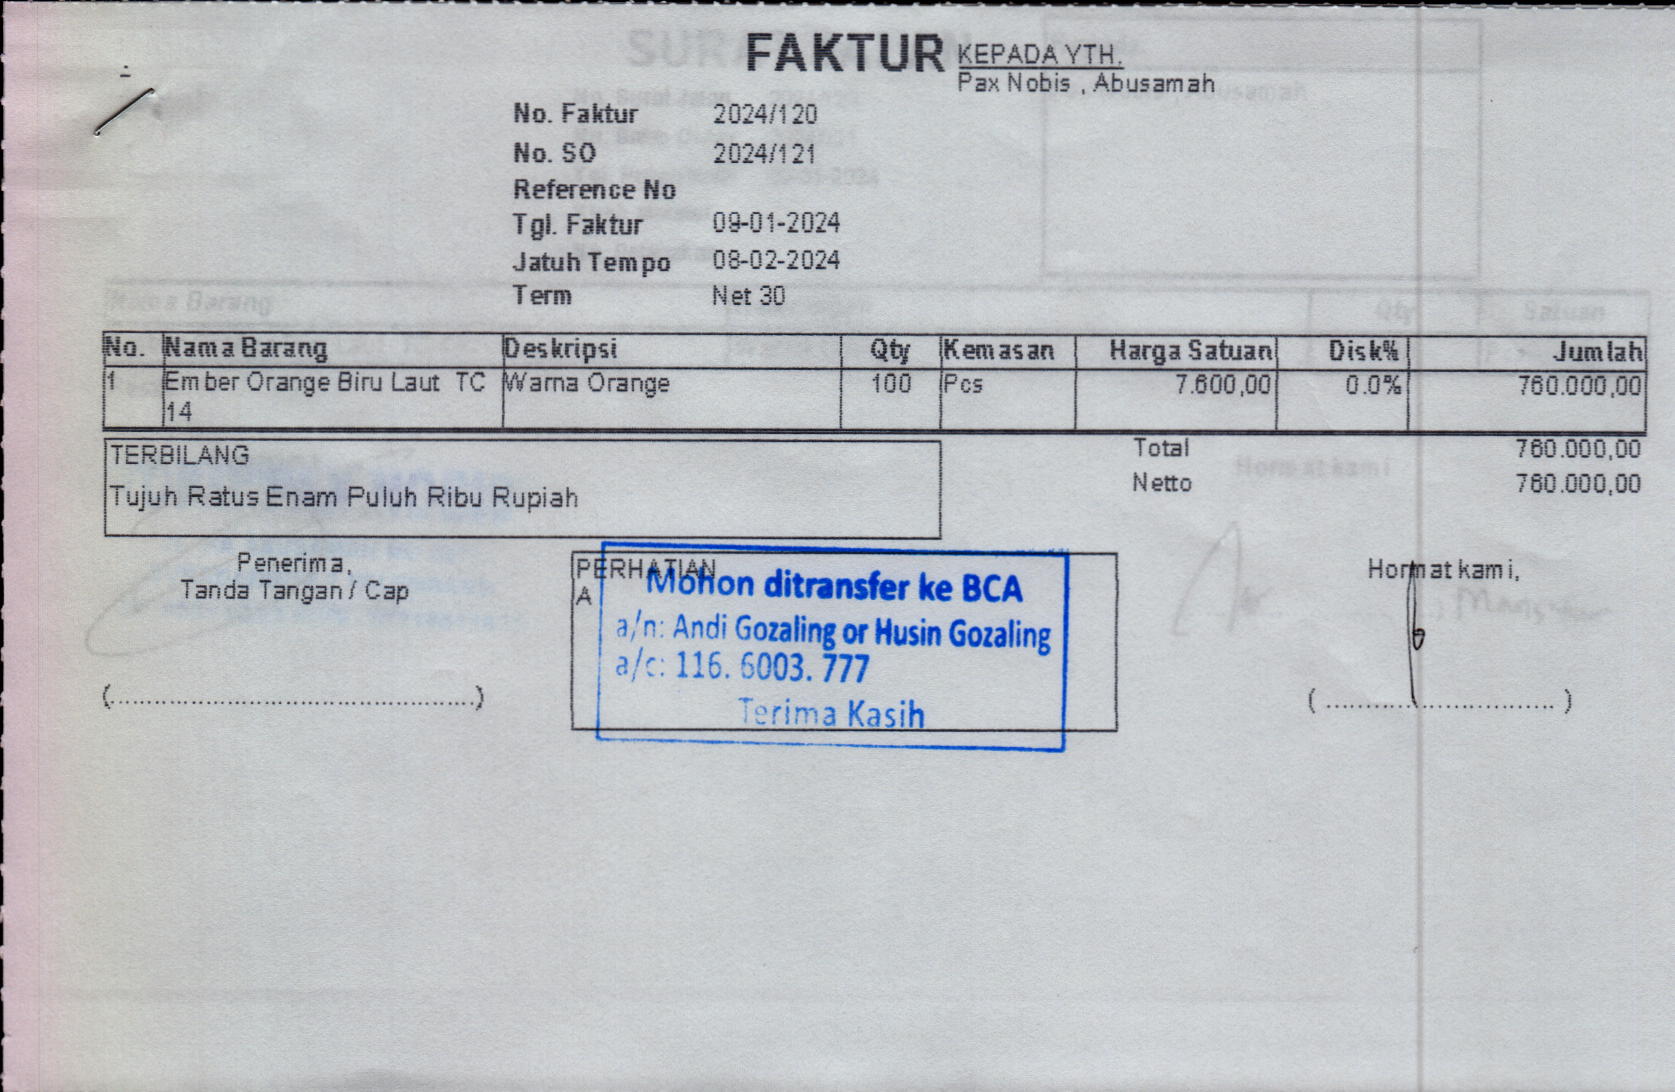 FAKTUR
KEPADA YTH.
Pax Nobis , Abusamah
No. Faktur 2024/120
No. SO 2024/121
Reference No
Tgl. Faktur 09-01-2024
Jatuh Tempo 08-02-2024
Term Net 30
No. Nama Barang Deskripsi Qty Kemasan Harga Satuan Disk% Jumlah
1 Ember Orange Biru Laut TC Warna Orange 100 Pcs 7.600,00 0.0% 760.000,00
14
TERBILANG
Tujuh Ratus Enam Puluh Ribu Rupiah
Total 760.000,00
Netto 760.000,00
Penerima,
Tanda Tangan / Cap
(................................................)
PERHATIAN
A
Mohon ditransfer ke BCA
a/n: Andi Gozaling or Husin Gozaling
a/c: 116. 6003. 777
Terima Kasih
Hormat kami,
( .............................. )